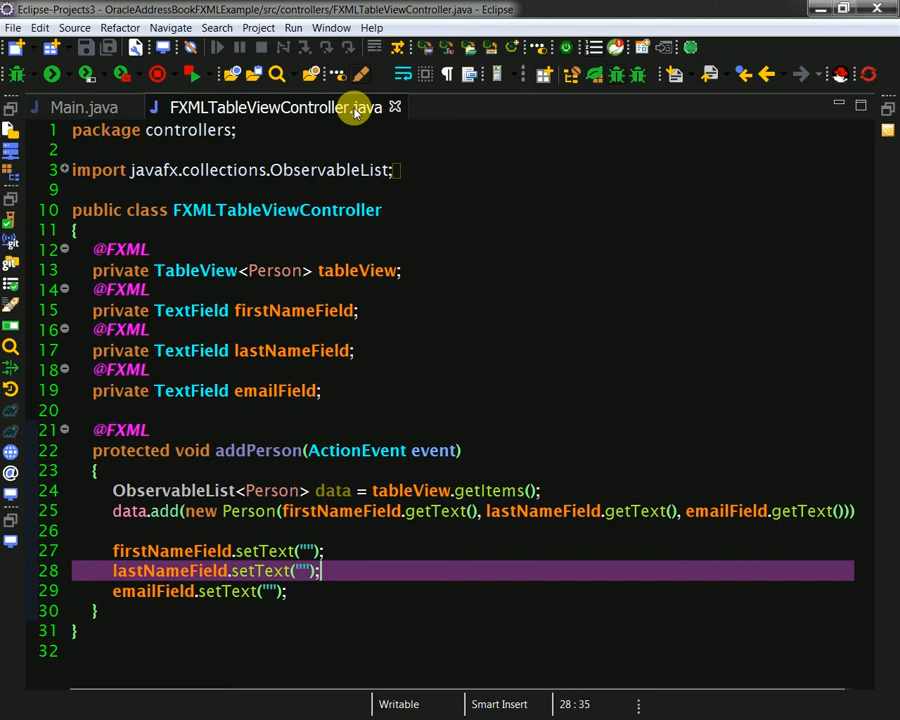 Eclipse-Projects3 - OracleAddressBookFXMLExample/src/controllers/FXMLTableViewController.java - Eclipse
File Edit Source Refactor Navigate Search Project Run Window Help
Main.java FXMLTableViewController.java
1 package controllers;
2
3 import javafx.collections.ObservableList;
9
10 public class FXMLTableViewController
11 {
12 @FXML
13 private TableView<Person> tableView;
14 @FXML
15 private TextField firstNameField;
16 @FXML
17 private TextField lastNameField;
18 @FXML
19 private TextField emailField;
20
21 @FXML
22 protected void addPerson(ActionEvent event)
23 {
24 ObservableList<Person> data = tableView.getItems();
25 data.add(new Person(firstNameField.getText(), lastNameField.getText(), emailField.getText()))
26
27 firstNameField.setText("");
28 lastNameField.setText("");
29 emailField.setText("");
30 }
31 }
32
Writable Smart Insert 28 : 35